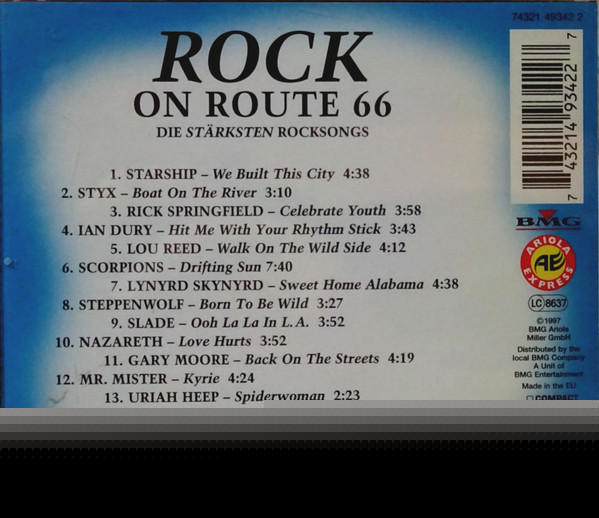 74321 49342 2
ROCK
ON ROUTE 66
DIE STÄRKSTEN ROCKSONGS
1. STARSHIP – We Built This City 4:38
2. STYX – Boat On The River 3:10
3. RICK SPRINGFIELD – Celebrate Youth 3:58
4. IAN DURY – Hit Me With Your Rhythm Stick 3:43
5. LOU REED – Walk On The Wild Side 4:12
6. SCORPIONS – Drifting Sun 7:40
7. LYNYRD SKYNYRD – Sweet Home Alabama 4:38
8. STEPPENWOLF – Born To Be Wild 3:27
9. SLADE – Ooh La La In L.A. 3:52
10. NAZARETH – Love Hurts 3:52
11. GARY MOORE – Back On The Streets 4:19
12. MR. MISTER – Kyrie 4:24
13. URIAH HEEP – Spiderwoman 2:23
7 43214 93422 7
BMG
ARIOLA
AE
EXPRESS
LC 8637
©1997
BMG Ariola
Miller GmbH
Distributed by the
local BMG Company
A Unit of
BMG Entertainment
Made in the EU
COMPACT